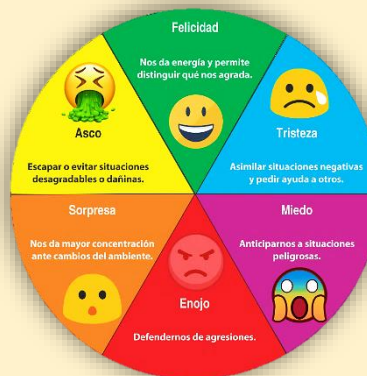 Felicidad
Nos da energía y permite
distinguir qué nos agrada.
Asco
Escapar o evitar situaciones
desagradables o dañinas.
Tristeza
Asimilar situaciones negativas
y pedir ayuda a otros.
Sorpresa
Nos da mayor concentración
ante cambios del ambiente.
Miedo
Anticiparnos a situaciones
peligrosas.
Enojo
Defendernos de agresiones.